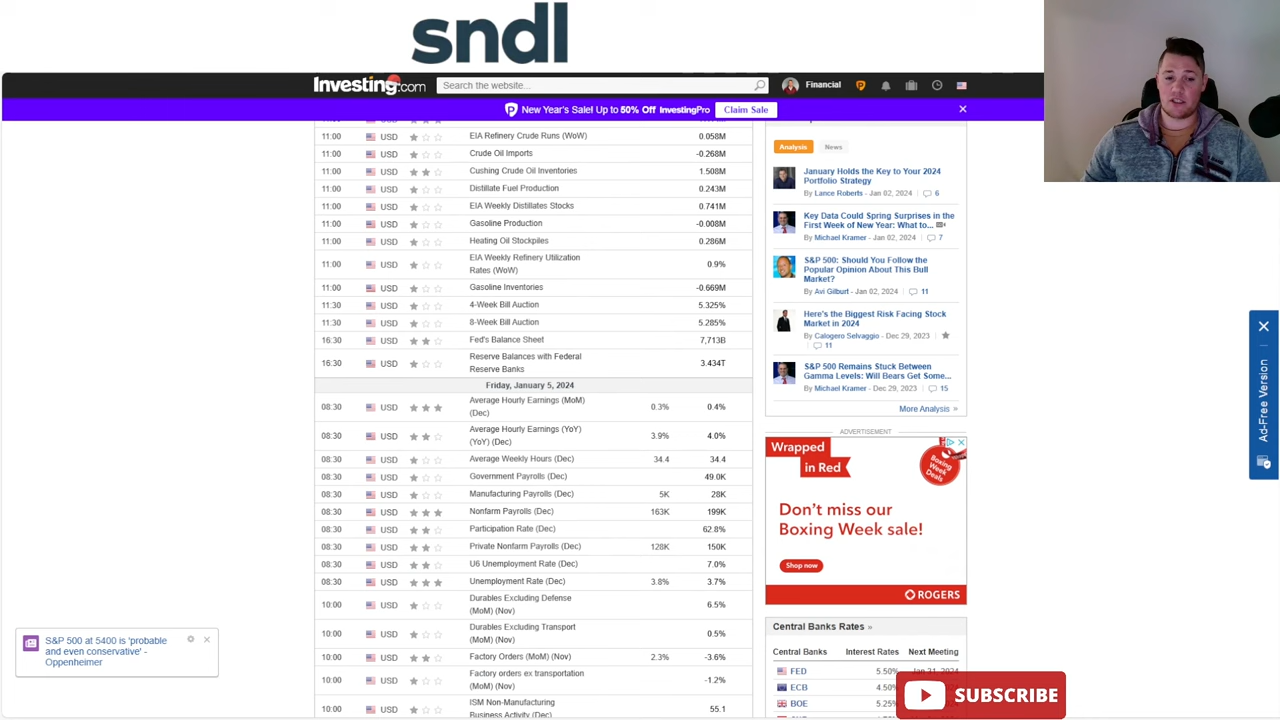 sndl
Investing.com
Search the website...
Financial
New Year's Sale! Up to 50% Off InvestingPro
Claim Sale
11:00 USD EIA Refinery Crude Runs (WoW) 0.058M
11:00 USD Crude Oil Imports -0.268M
11:00 USD Cushing Crude Oil Inventories 1.508M
11:00 USD Distillate Fuel Production 0.243M
11:00 USD EIA Weekly Distillates Stocks 0.741M
11:00 USD Gasoline Production -0.008M
11:00 USD Heating Oil Stockpiles 0.286M
11:00 USD EIA Weekly Refinery Utilization
Rates (WoW) 0.9%
11:00 USD Gasoline Inventories -0.669M
11:30 USD 4-Week Bill Auction 5.325%
11:30 USD 8-Week Bill Auction 5.285%
16:30 USD Fed's Balance Sheet 7,713B
16:30 USD Reserve Balances with Federal
Reserve Banks 3.434T
Friday, January 5, 2024
08:30 USD Average Hourly Earnings (MoM)
(Dec) 0.3% 0.4%
08:30 USD Average Hourly Earnings (YoY)
(YoY) (Dec) 3.9% 4.0%
08:30 USD Average Weekly Hours (Dec) 34.4 34.4
08:30 USD Government Payrolls (Dec) 49.0K
08:30 USD Manufacturing Payrolls (Dec) 5K 28K
08:30 USD Nonfarm Payrolls (Dec) 163K 199K
08:30 USD Participation Rate (Dec) 62.8%
08:30 USD Private Nonfarm Payrolls (Dec) 128K 150K
08:30 USD U6 Unemployment Rate (Dec) 7.0%
08:30 USD Unemployment Rate (Dec) 3.8% 3.7%
10:00 USD Durables Excluding Defense
(MoM) (Nov) 6.5%
10:00 USD Durables Excluding Transport
(MoM) (Nov) 0.5%
10:00 USD Factory Orders (MoM) (Nov) 2.3% -3.6%
10:00 USD Factory orders ex transportation
(MoM) (Nov) -1.2%
10:00 USD ISM Non-Manufacturing
Business Activity (Dec) 55.1
Analysis News
January Holds the Key to Your 2024
Portfolio Strategy
By Lance Roberts - Jan 02, 2024 6
Key Data Could Spring Surprises in the
First Week of New Year: What to...
By Michael Kramer - Jan 02, 2024 7
S&P 500: Should You Follow the
Popular Opinion About This Bull
Market?
By Avi Gilburt - Jan 02, 2024 11
Here's the Biggest Risk Facing Stock
Market in 2024
By Calogero Selvaggio - Dec 29, 2023
11
S&P 500 Remains Stuck Between
Gamma Levels: Will Bears Get Some...
By Michael Kramer - Dec 29, 2023 15
More Analysis »
ADVERTISEMENT
Wrapped
in Red
Boxing
Week
Deals
Don't miss our
Boxing Week sale!
Shop now
ROGERS
Central Banks Rates »
Central Banks Interest Rates Next Meeting
FED 5.50% Jan 31, 2024
ECB 4.50%
BOE 5.25%
SUBSCRIBE
Ad-Free Version
S&P 500 at 5400 is 'probable
and even conservative' -
Oppenheimer